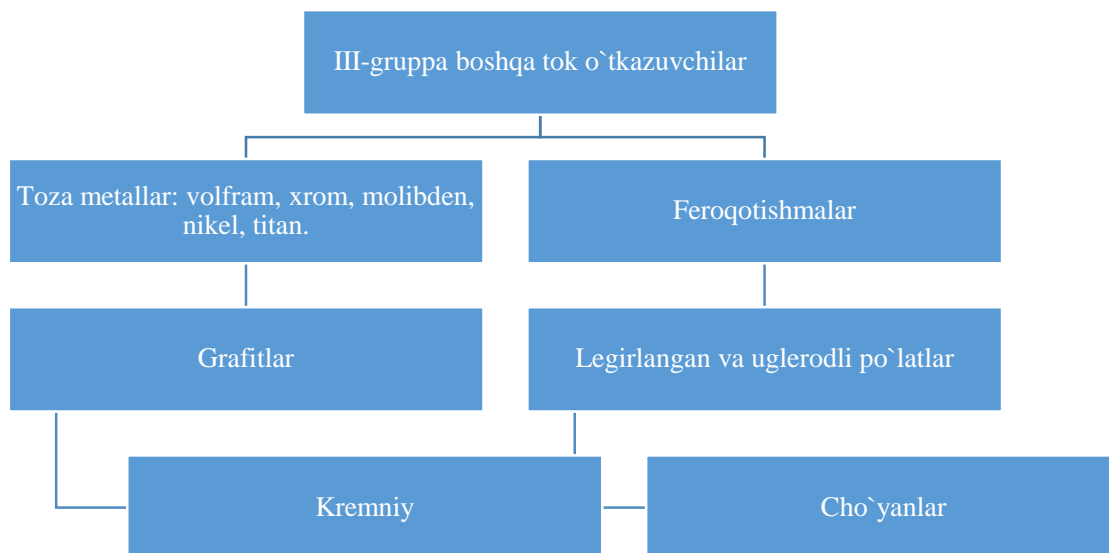 III-gruppa boshqa tok o`tkazuvchilar
Toza metallar: volfram, xrom, molibden,
nikel, titan.
Feroqotishmalar
Grafitlar
Legirlangan va uglerodli po`latlar
Kremniy
Cho`yanlar